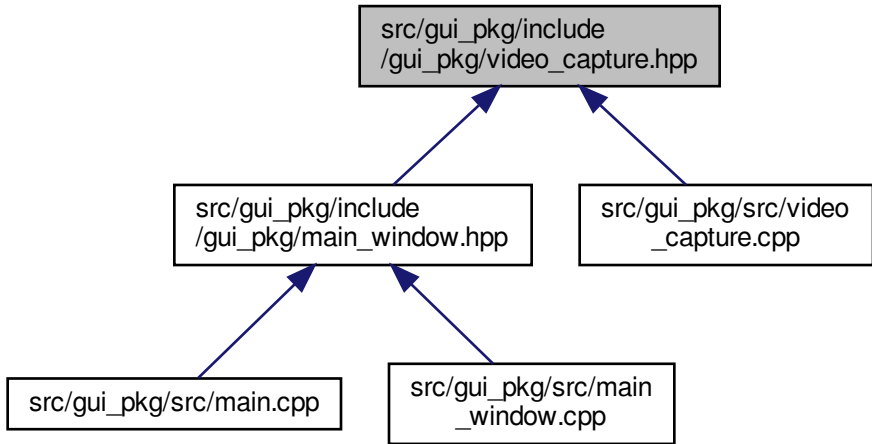 src/gui_pkg/include
/gui_pkg/video_capture.hpp
src/gui_pkg/include
/gui_pkg/main_window.hpp
src/gui_pkg/src/video
_capture.cpp
src/gui_pkg/src/main.cpp
src/gui_pkg/src/main
_window.cpp